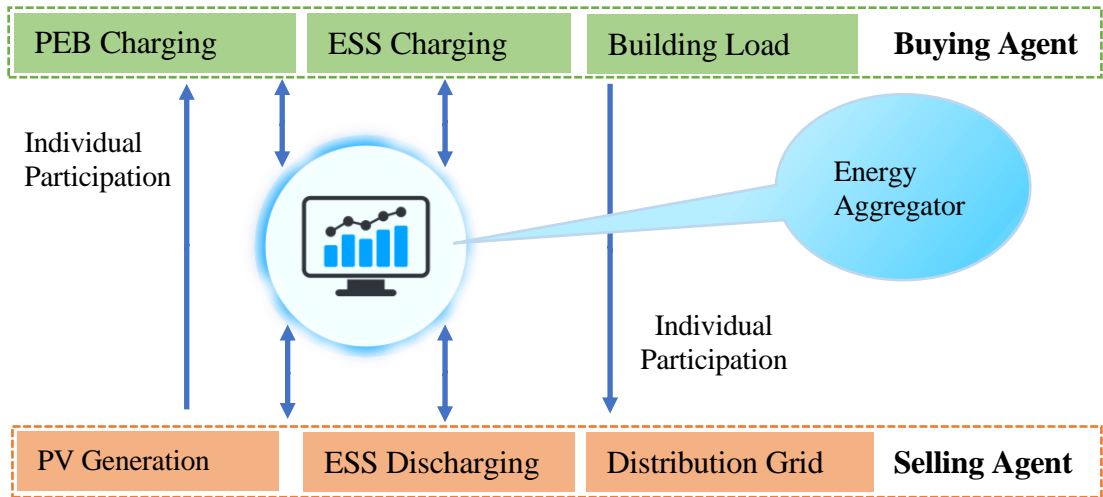 PEB Charging
ESS Charging
Building Load
Buying Agent
Individual
Participation
Energy
Aggregator
Individual
Participation
PV Generation
ESS Discharging
Distribution Grid
Selling Agent